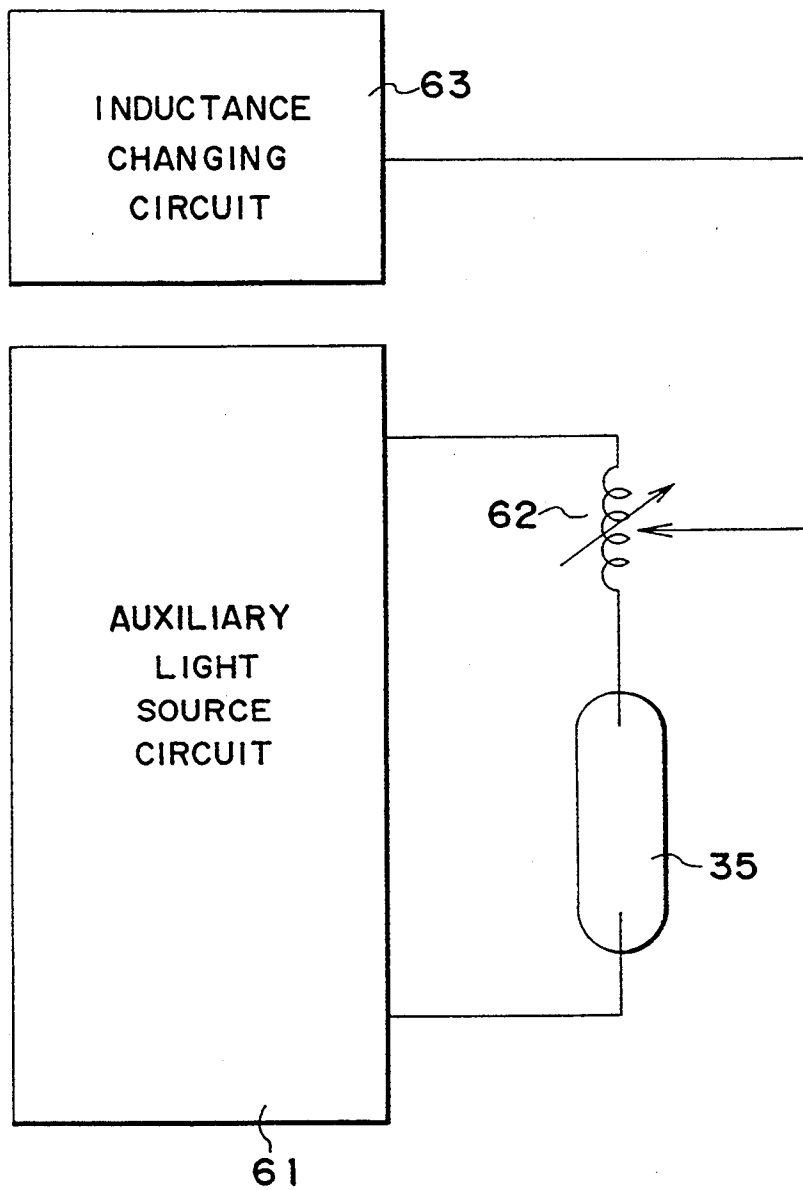 INDUCTANCE
CHANGING
CIRCUIT
63
62
AUXILIARY
LIGHT
SOURCE
CIRCUIT
35
61